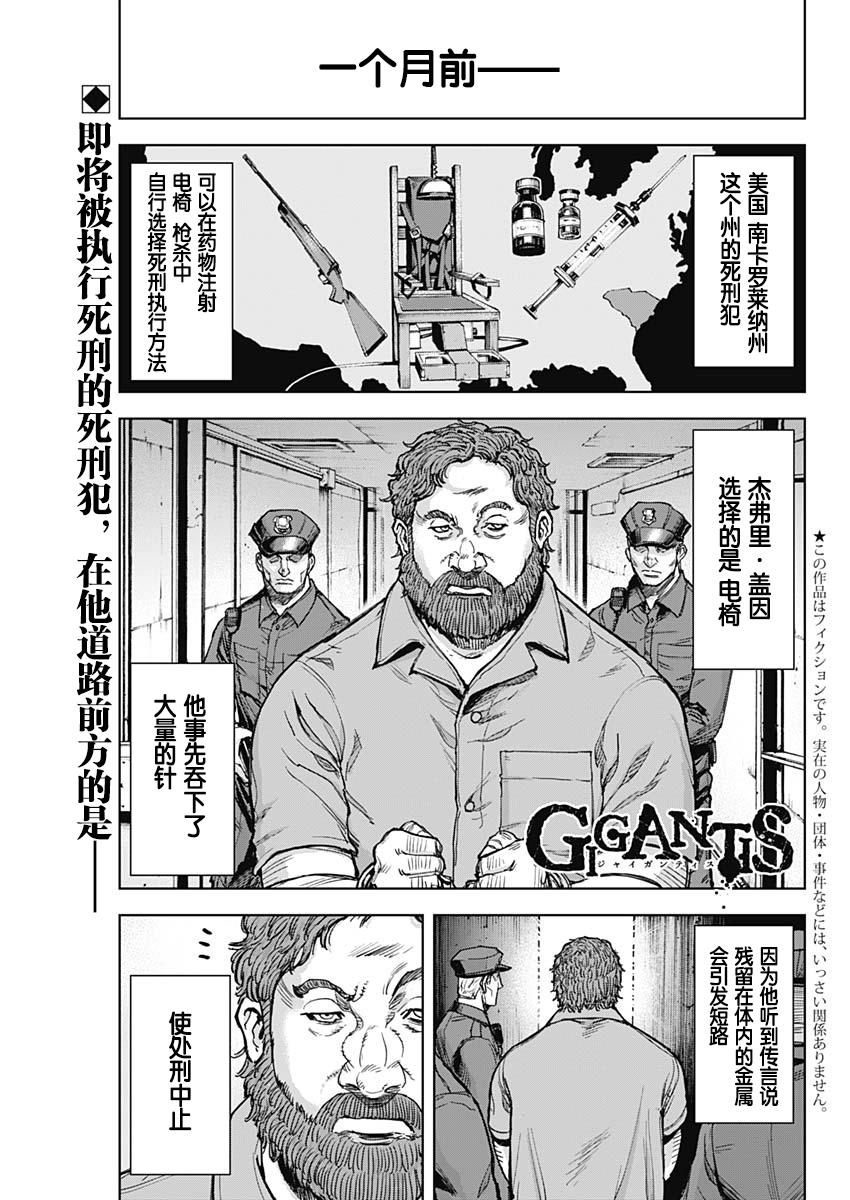 一个月前——
美国 南卡罗莱纳州
这个州的死刑犯
可以在药物注射
电椅 枪杀中
自行选择死刑执行方法
◆即将被执行死刑的死刑犯，在他道路前方的是——
杰弗里·盖因
选择的是 电椅
他事先吞下了
大量的针
GIGANTIS
ジャイガンティス
★この作品はフィクションです。実在の人物・団体・事件などには、いっさい関係ありません。
因为他听到传言说
残留在体内的金属
会引发短路
使处刑中止